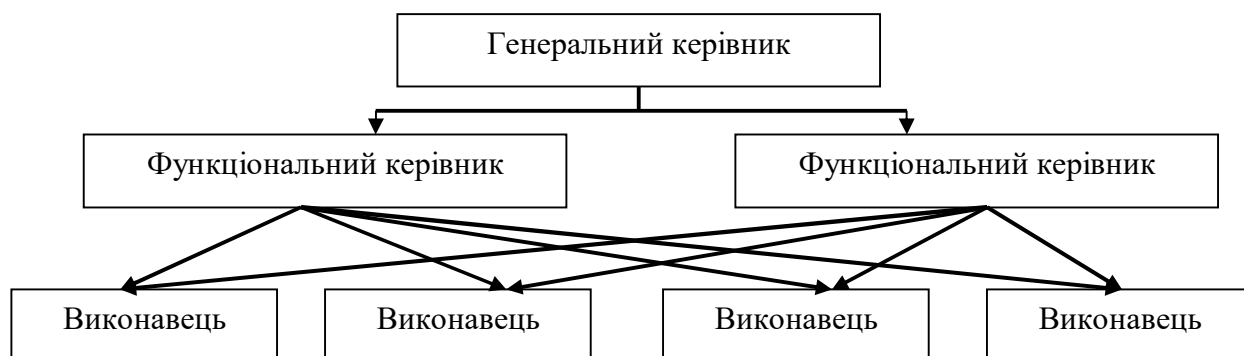 Генеральний керівник
Функціональний керівник
Функціональний керівник
Виконавець
Виконавець
Виконавець
Виконавець